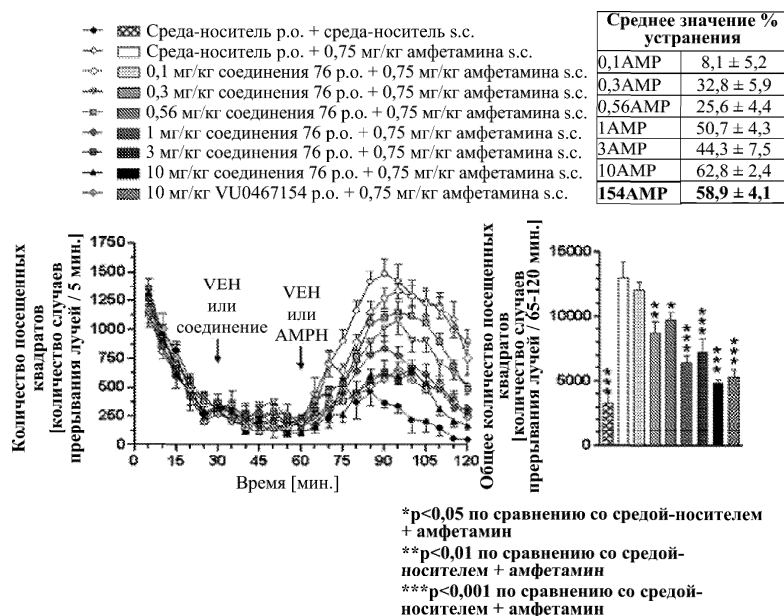 Среда-носитель p.o. + среда-носитель s.c.
Среда-носитель p.o. + 0,75 мг/кг амфетамина s.c.
0,1 мг/кг соединения 76 p.o. + 0,75 мг/кг амфетамина s.c.
0,3 мг/кг соединения 76 p.o. + 0,75 мг/кг амфетамина s.c.
0,56 мг/кг соединения 76 p.o. + 0,75 мг/кг амфетамина s.c.
1 мг/кг соединения 76 p.o. + 0,75 мг/кг амфетамина s.c.
3 мг/кг соединения 76 p.o. + 0,75 мг/кг амфетамина s.c.
10 мг/кг соединения 76 p.o. + 0,75 мг/кг амфетамина s.c.
10 мг/кг VU0467154 p.o. + 0,75 мг/кг амфетамина s.c.
Среднее значение %
устранения
0,1AMP 8,1 ± 5,2
0,3AMP 32,8 ± 5,9
0,56AMP 25,6 ± 4,4
1AMP 50,7 ± 4,3
3AMP 44,3 ± 7,5
10AMP 62,8 ± 2,4
154AMP 58,9 ± 4,1
Количество посещенных
квадратов
[количество случаев
прерывания лучей / 5 мин.]
1750
1500
1250
1000
750
500
250
0
VEH
или
соединение
VEH
или
AMPH
0 15 30 45 60 75 90 105 120
Время [мин.]
Общее количество посещенных
квадратов
[количество случаев
прерывания лучей / 65-120 мин.]
15000
10000
5000
0
***
**
*
***
***
***
***
*p<0,05 по сравнению со средой-носителем
+ амфетамин
**p<0,01 по сравнению со средой-
носителем + амфетамин
***p<0,001 по сравнению со средой-
носителем + амфетамин